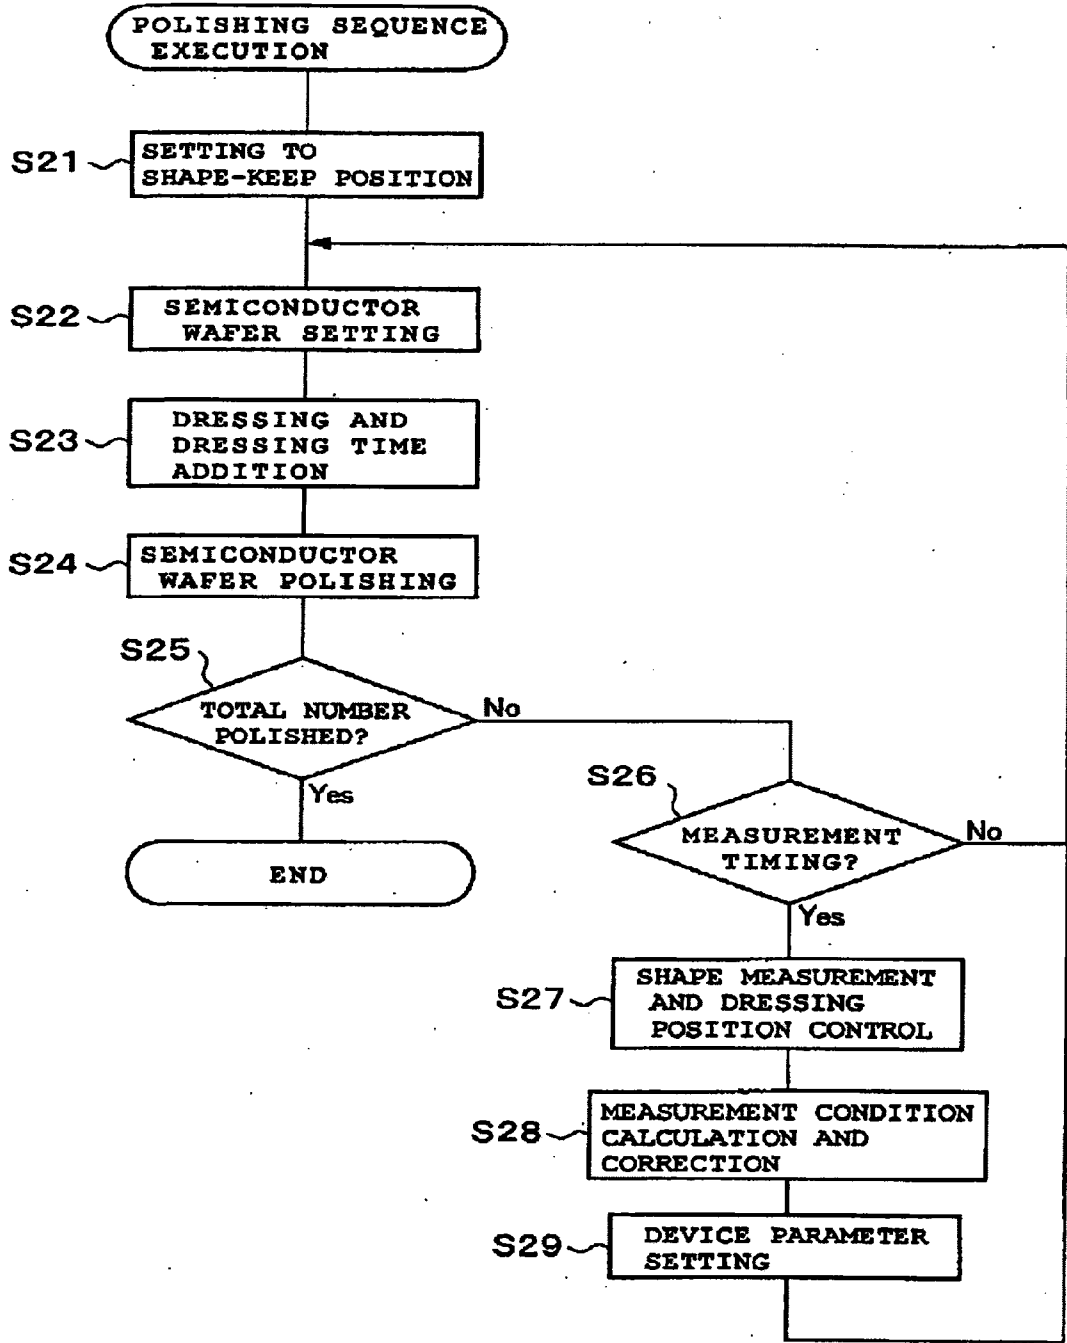 POLISHING SEQUENCE
EXECUTION
S21
SETTING TO
SHAPE-KEEP POSITION
S22
SEMICONDUCTOR
WAFER SETTING
S23
DRESSING AND
DRESSING TIME
ADDITION
S24
SEMICONDUCTOR
WAFER POLISHING
S25
TOTAL NUMBER
POLISHED?
No
Yes
END
S26
MEASUREMENT
TIMING?
No
Yes
S27
SHAPE MEASUREMENT
AND DRESSING
POSITION CONTROL
S28
MEASUREMENT CONDITION
CALCULATION AND
CORRECTION
S29
DEVICE PARAMETER
SETTING